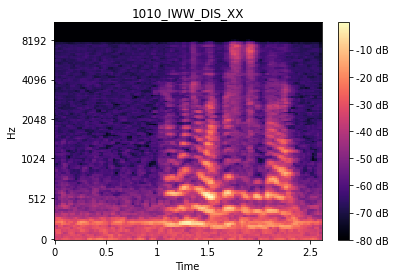 1010_IWW_DIS_XX
8192
4096
2048
1024
512
0
Hz
0
0.5
1
1.5
2
2.5
Time
-10 dB
-20 dB
-30 dB
-40 dB
-50 dB
-60 dB
-70 dB
-80 dB